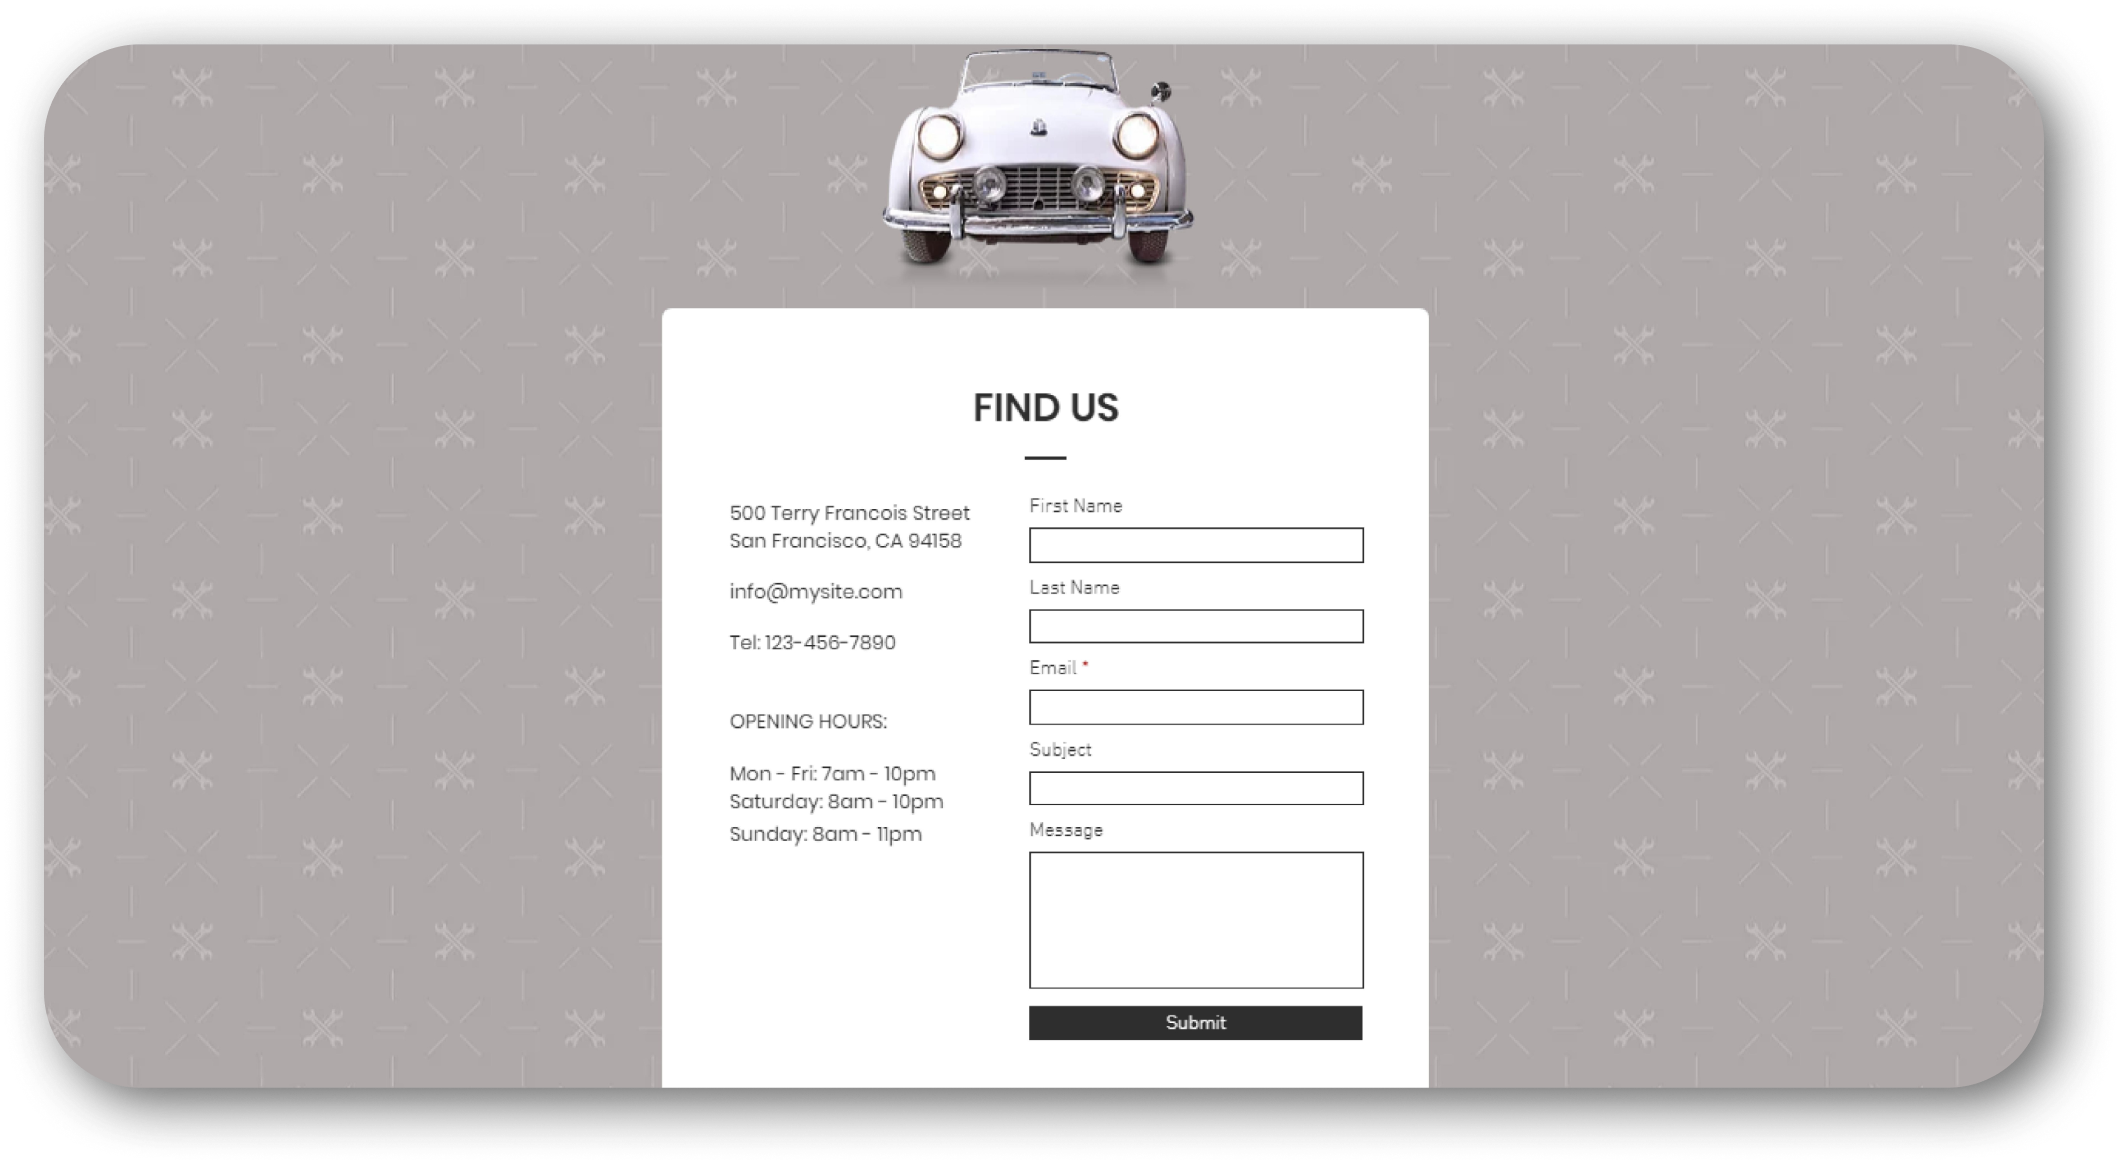 FIND US
500 Terry Francois Street
San Francisco, CA 94158
info@mysite.com
Tel: 123-456-7890
OPENING HOURS:
Mon - Fri: 7am - 10pm
Saturday: 8am - 10pm
Sunday: 8am - 11pm
First Name
Last Name
Email *
Subject
Message
Submit